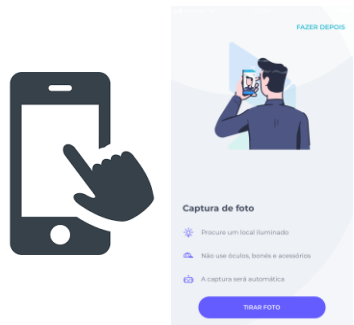 FAZER DEPOIS
Captura de foto
Procure um local iluminado
Não use óculos, bonés e acessórios
A captura será automática
TIRAR FOTO